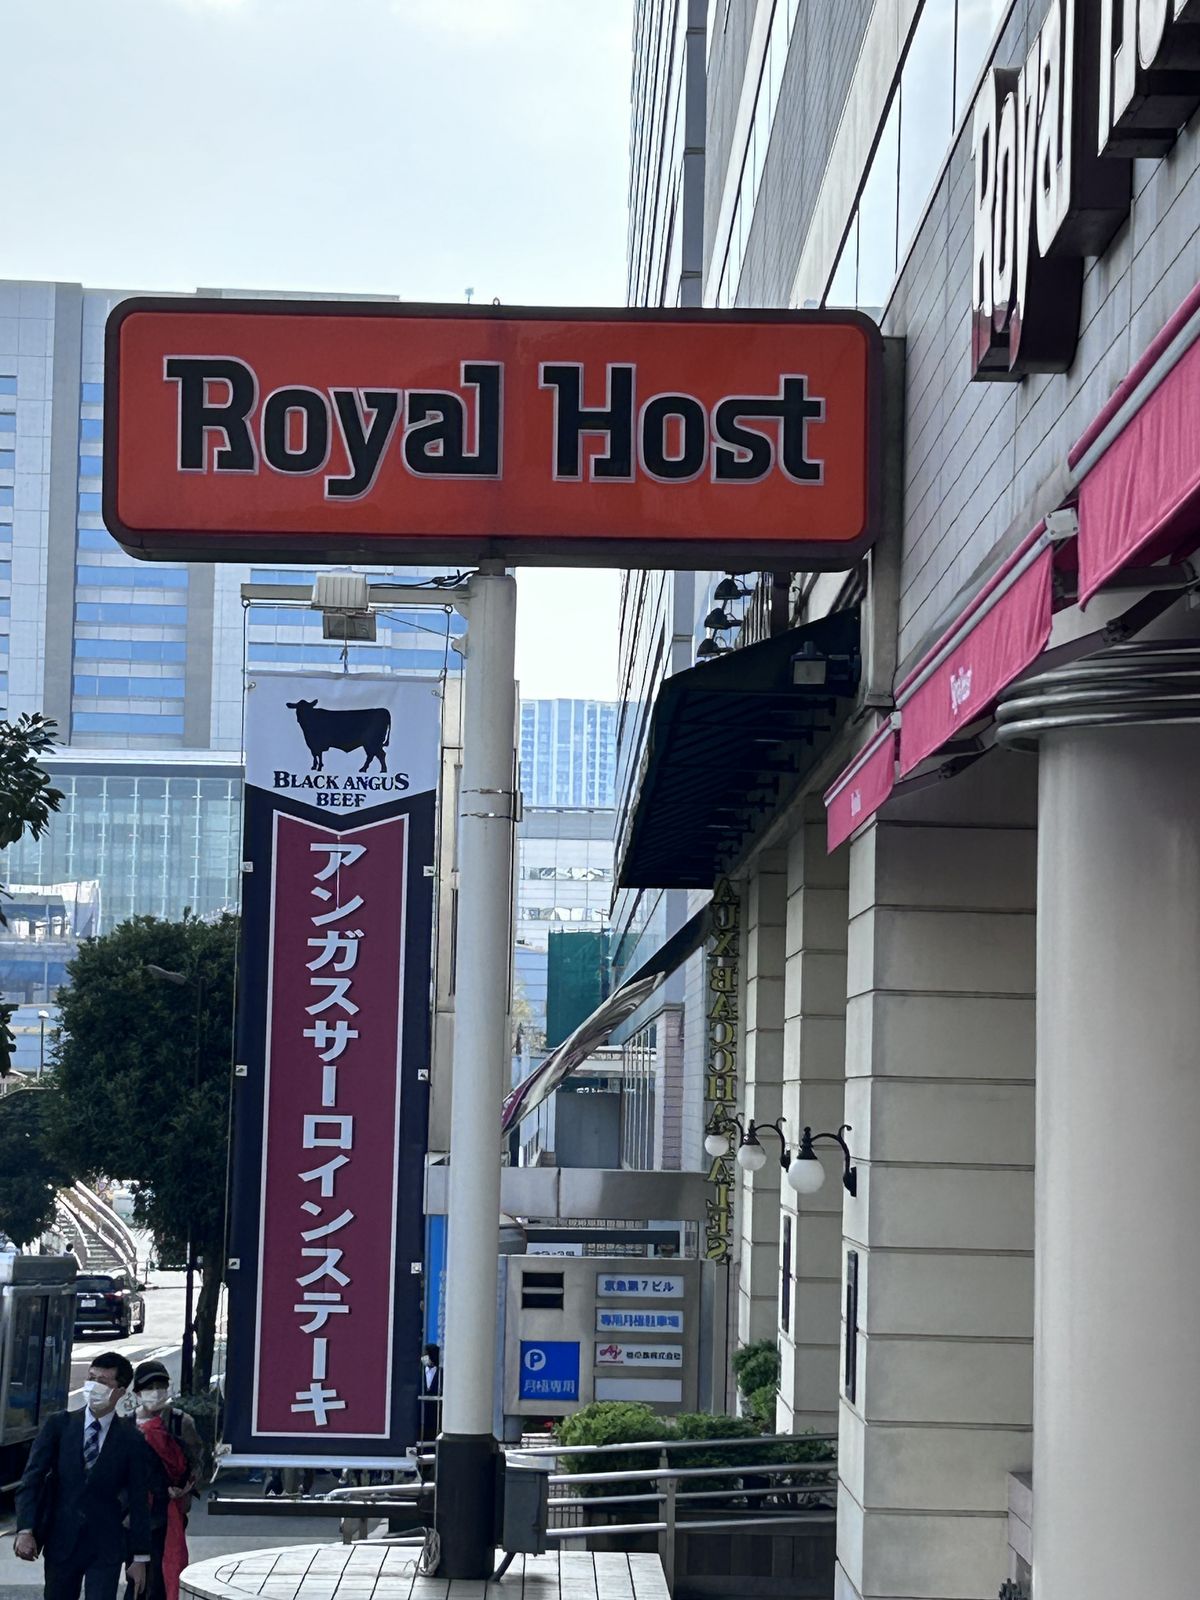 Royal Host
Royal Ho
BLACK ANGUS
BEEF
アンガスサーロインステーキ
AUX BACCHANALES
京急第7ビル
専用月極駐車場
P
月極専用